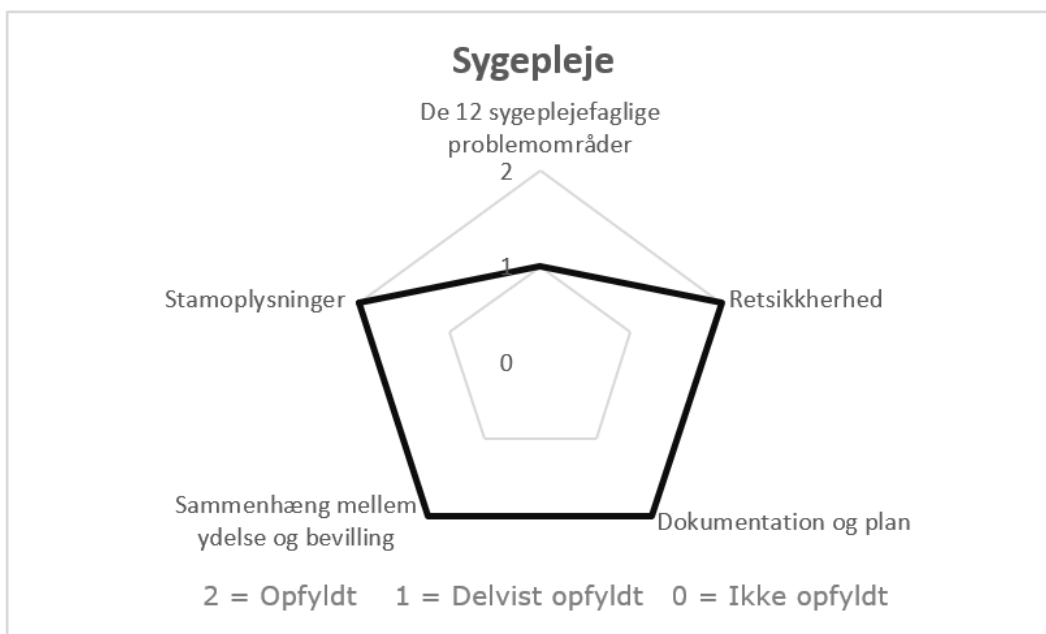 Sygepleje
De 12 sygeplejefaglige
problemområder
2
1
Stamoplysninger
Retsikkherhed
0
Sammenhæng mellem
ydelse og bevilling
Dokumentation og plan
2 = Opfyldt 1 = Delvist opfyldt 0 = Ikke opfyldt